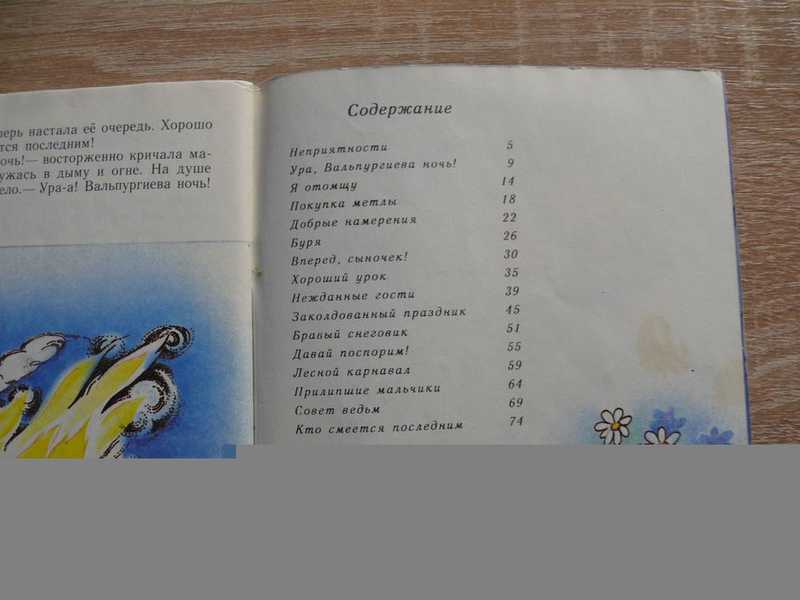 перь настала её очередь. Хорошо
тся последним!
очь!— восторженно кричала ма-
ужась в дыму и огне. На душе
ело.— Ура-а! Вальпургиева ночь!
Содержание
Неприятности 5
Ура, Вальпургиева ночь! 9
Я отомщу 14
Покупка метлы 18
Добрые намерения 22
Буря 26
Вперед, сыночек! 30
Хороший урок 35
Нежданные гости 39
Заколдованный праздник 45
Бравый снеговик 51
Давай поспорим! 55
Лесной карнавал 59
Прилипшие мальчики 64
Совет ведьм 69
Кто смеется последним 74